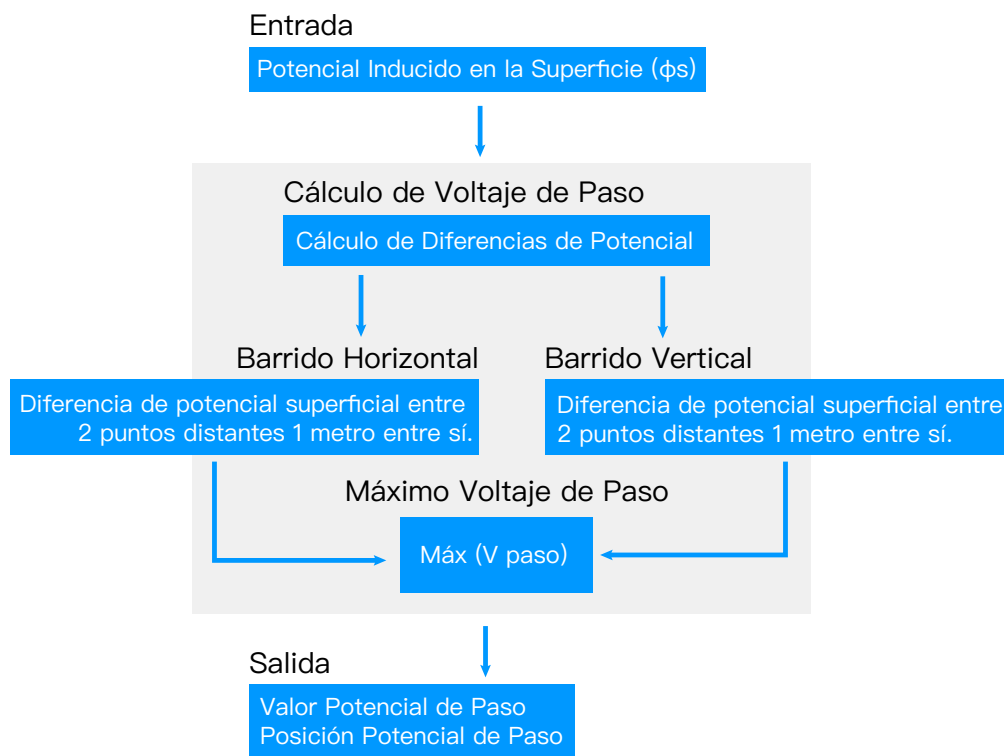 Entrada
Potencial Inducido en la Superficie (ϕs)
Cálculo de Voltaje de Paso
Cálculo de Diferencias de Potencial
Barrido Horizontal
Diferencia de potencial superficial entre
2 puntos distantes 1 metro entre sí.
Barrido Vertical
Diferencia de potencial superficial entre
2 puntos distantes 1 metro entre sí.
Máximo Voltaje de Paso
Máx (V paso)
Salida
Valor Potencial de Paso
Posición Potencial de Paso